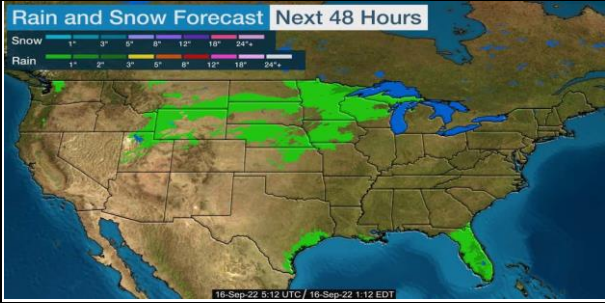 Rain and Snow Forecast Next 48 Hours
Snow 1" 3" 5" 8" 12" 18" 24"+
Rain 1" 2" 3" 5" 8" 12" 18" 24"+
16-Sep-22 5:12 UTC / 16-Sep-22 1:12 EDT